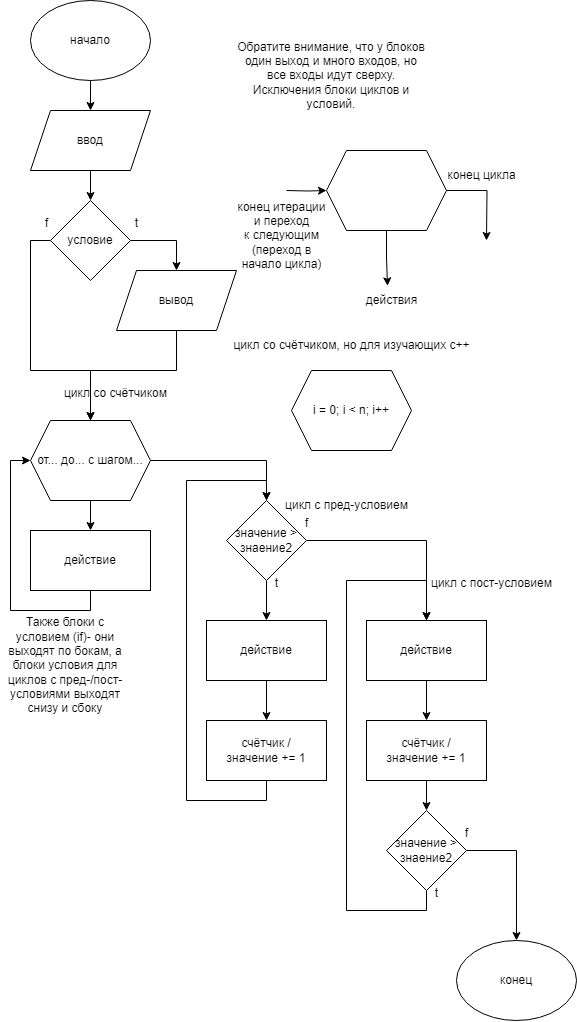 начало
Обратите внимание, что у блоков
один выход и много входов, но
все входы идут сверху.
Исключения блоки циклов и
условий.
ввод
конец цикла
конец итерации
и переход
к следующим
(переход в
начало цикла)
f
t
условие
вывод
действия
цикл со счётчиком, но для изучающих с++
i = 0; i < n; i++
цикл со счётчиком
от... до... с шагом...
цикл с пред-условием
f
значение >
знаение2
t
действие
цикл с пост-условием
Также блоки с
условием (if)- они
выходят по бокам, а
блоки условия для
циклов с пред-/пост-
условиями выходят
снизу и сбоку
действие
действие
счётчик /
значение += 1
счётчик /
значение += 1
f
значение >
знаение2
t
конец